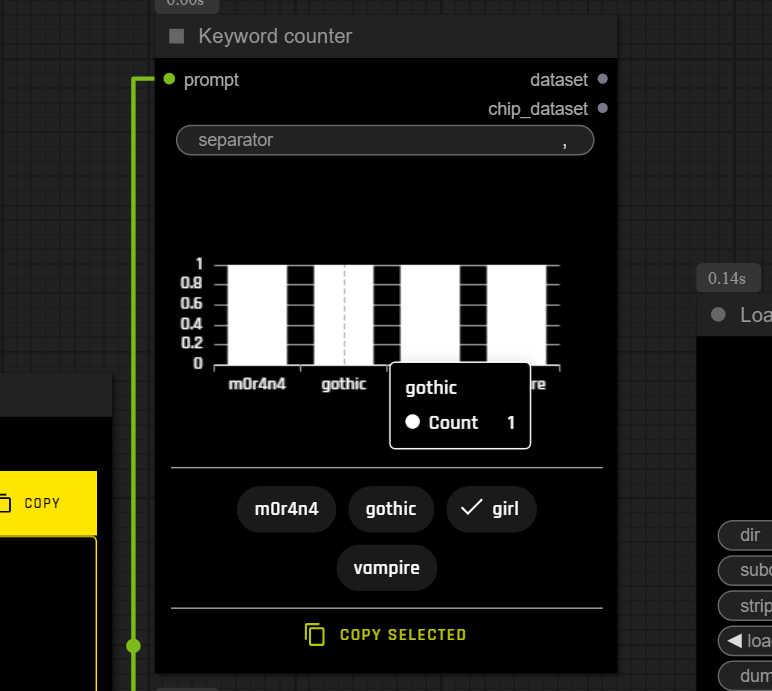 0.00s
Keyword counter
prompt
dataset
chip_dataset
separator ,
1
0.8
0.6
0.4
0.2
0
m0r4n4 gothic re
gothic
Count 1
m0r4n4 gothic girl
vampire
COPY SELECTED
COPY
0.14s
Loa
dir
subd
strip
loa
dum